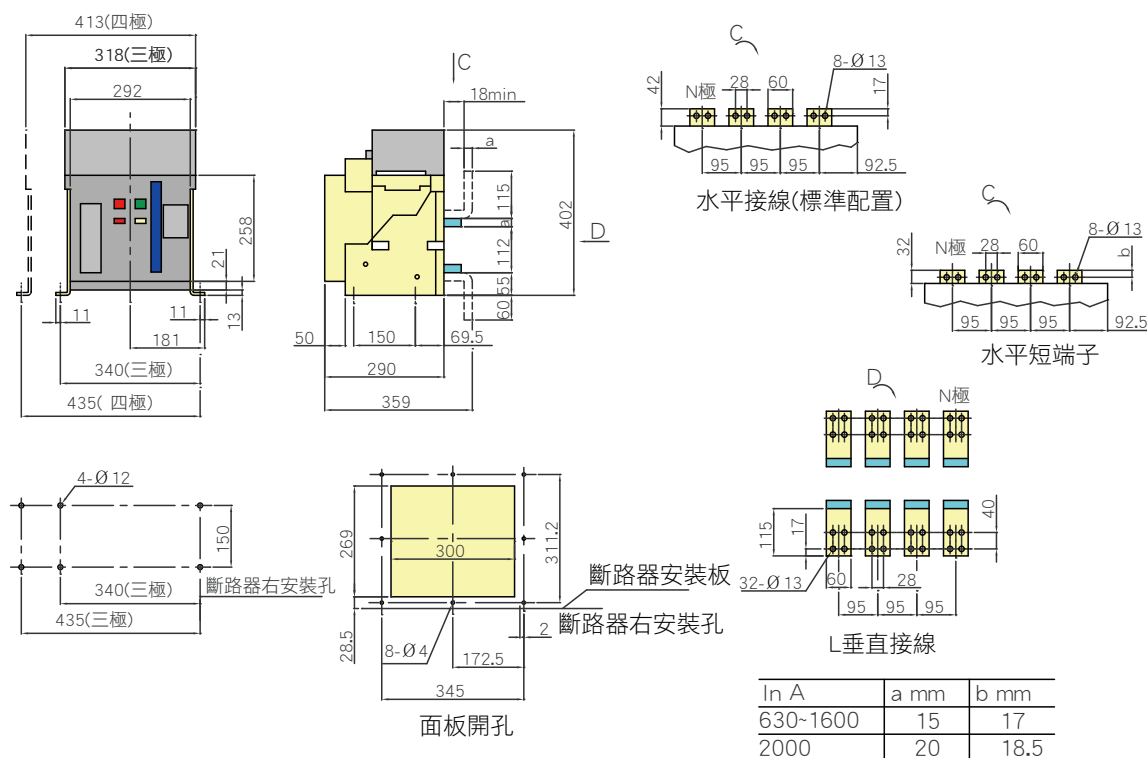 413(四極)
318(三極)
292
258
21
13
11
11
181
340(三極)
435( 四極)
C
18min
a
115
a
112
55
60
402
D
50
150
69.5
290
359
C
8-Ø 13
42
N極
28
60
17
95
95
95
92.5
水平接線(標準配置)
C
8-Ø 13
32
N極
28
60
b
95
95
95
92.5
水平短端子
D
N極
115
17
40
32-Ø 13
60
28
95
95
95
L垂直接線
4-Ø 12
150
340(三極)
斷路器右安裝孔
435(三極)
269
300
311.2
斷路器安裝板
斷路器右安裝孔
2
28.5
8-Ø 4
172.5
345
面板開孔
In A a mm b mm
630~1600 15 17
2000 20 18.5